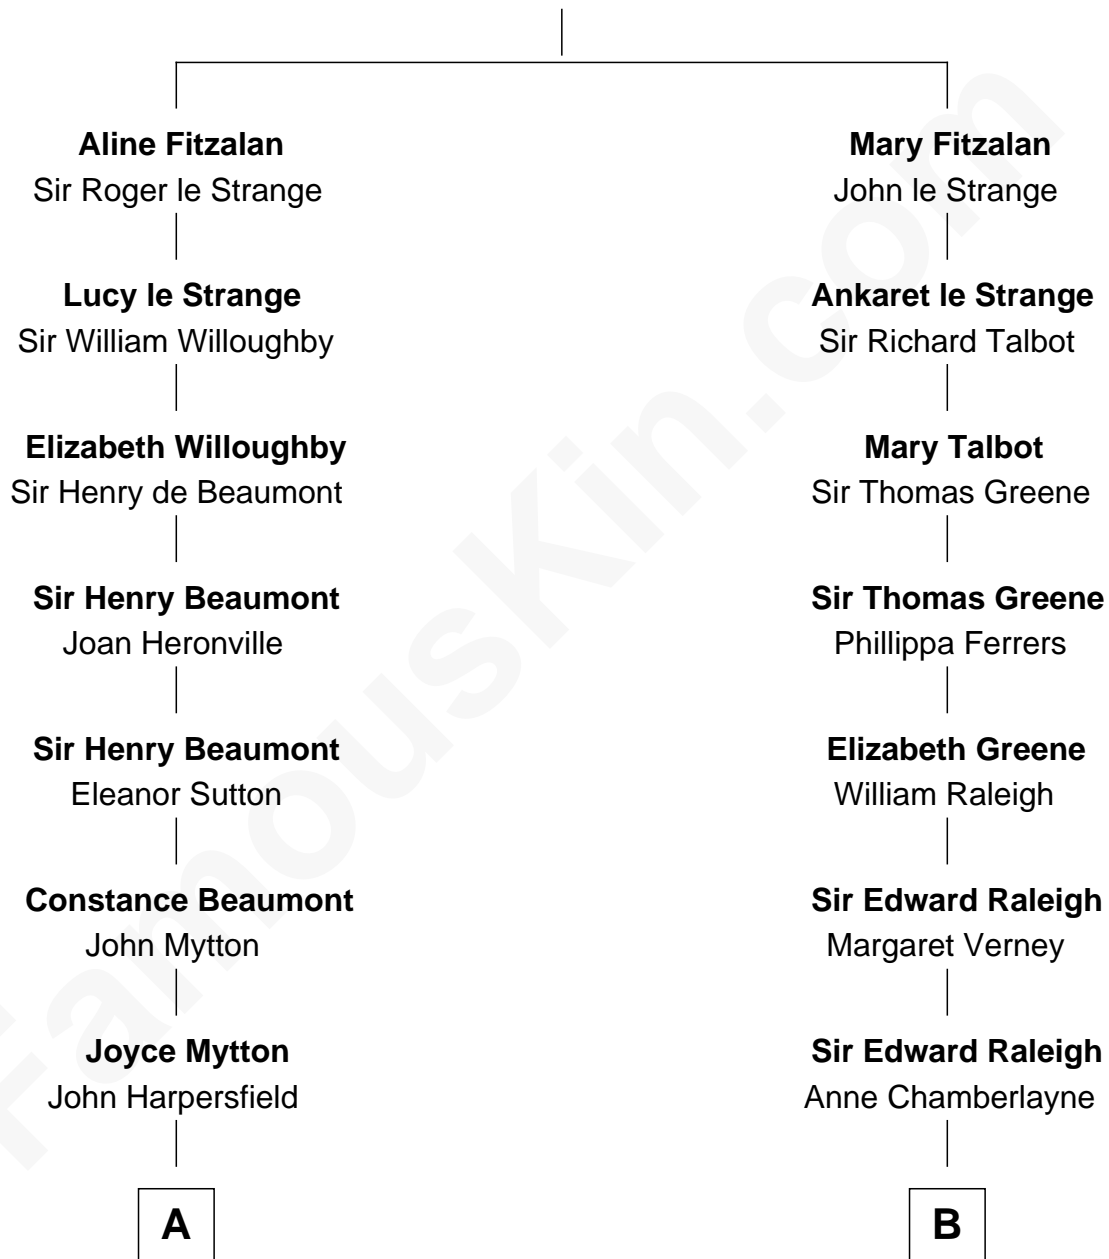 Aline Fitzalan
Sir Roger le Strange
Lucy le Strange
Sir William Willoughby
Elizabeth Willoughby
Sir Henry de Beaumont
Sir Henry Beaumont
Joan Heronville
Sir Henry Beaumont
Eleanor Sutton
Constance Beaumont
John Mytton
Joyce Mytton
John Harpersfield
A
Mary Fitzalan
John le Strange
Ankaret le Strange
Sir Richard Talbot
Mary Talbot
Sir Thomas Greene
Sir Thomas Greene
Phillippa Ferrers
Elizabeth Greene
William Raleigh
Sir Edward Raleigh
Margaret Verney
Sir Edward Raleigh
Anne Chamberlayne
B
FamousKin.com